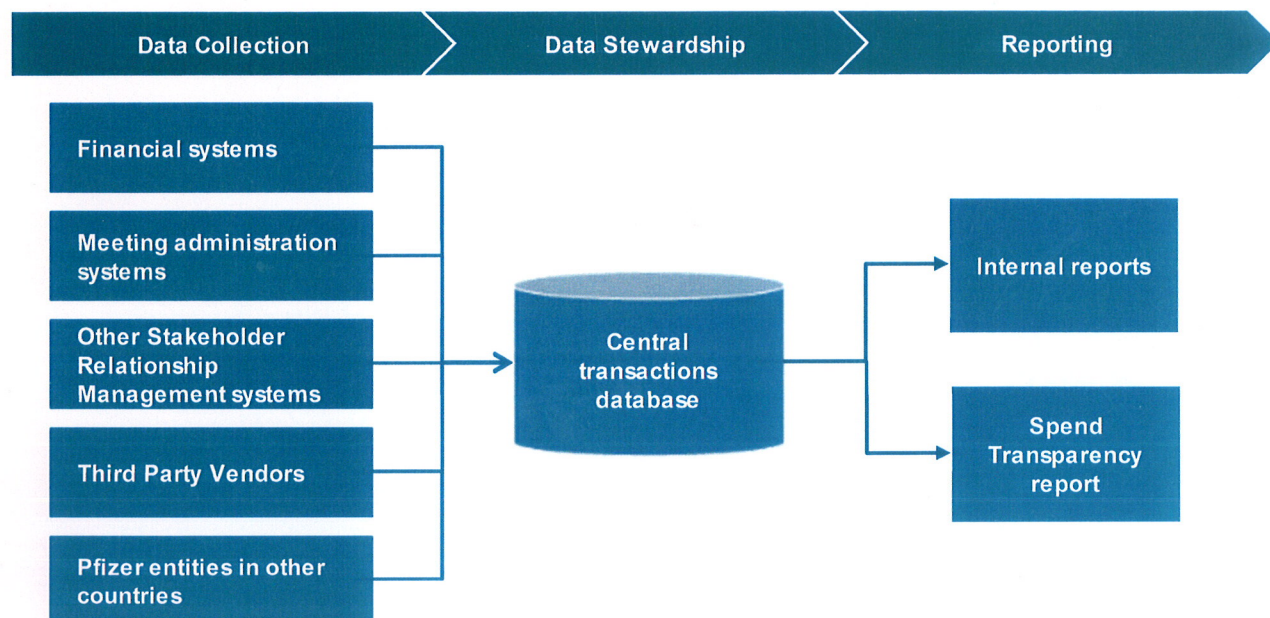 Data Collection
Data Stewardship
Reporting
Financial systems
Meeting administration
systems
Other Stakeholder
Relationship
Management systems
Third Party Vendors
Pfizer entities in other
countries
Central
transactions
database
Internal reports
Spend
Transparency
report